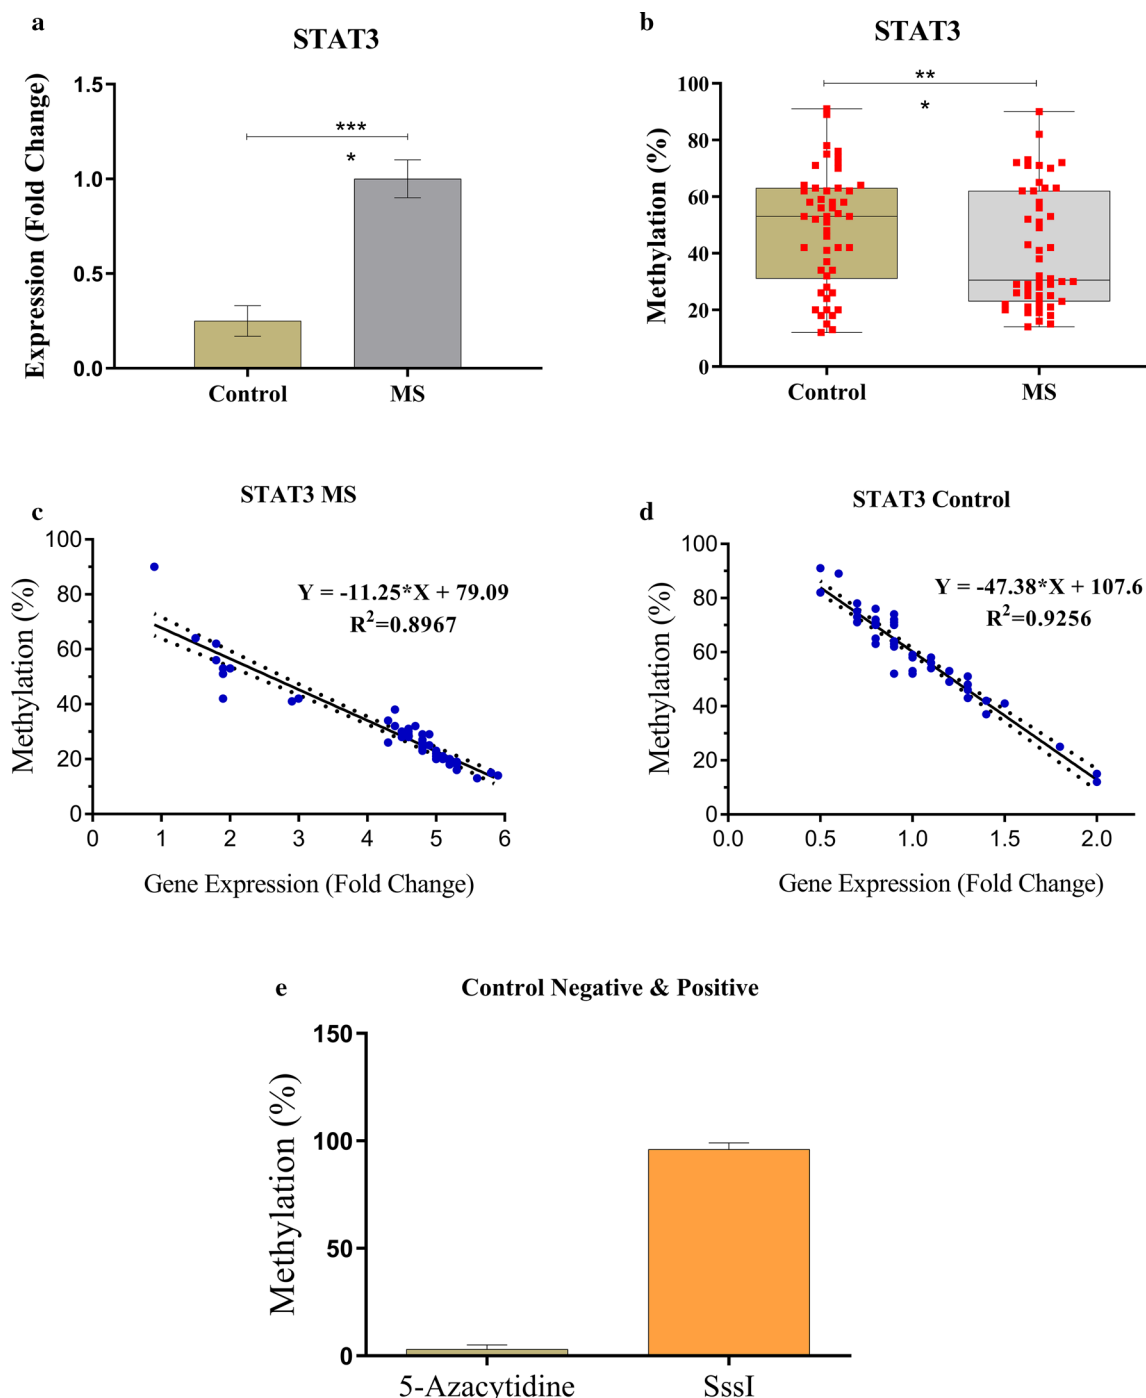 a
STAT3
Expression (Fold Change)
1.5
1.0
0.5
0.0
***
*
Control
MS
b
STAT3
Methylation (%)
100
80
60
40
20
0
**
*
Control
MS
c
STAT3 MS
Methylation (%)
100
80
60
40
20
0
Y = -11.25*X + 79.09
R²=0.8967
0
1
2
3
4
5
6
Gene Expression (Fold Change)
d
STAT3 Control
Methylation (%)
100
80
60
40
20
0
Y = -47.38*X + 107.6
R²=0.9256
0.0
0.5
1.0
1.5
2.0
Gene Expression (Fold Change)
e
Control Negative & Positive
Methylation (%)
150
100
50
0
5-Azacytidine
SssI